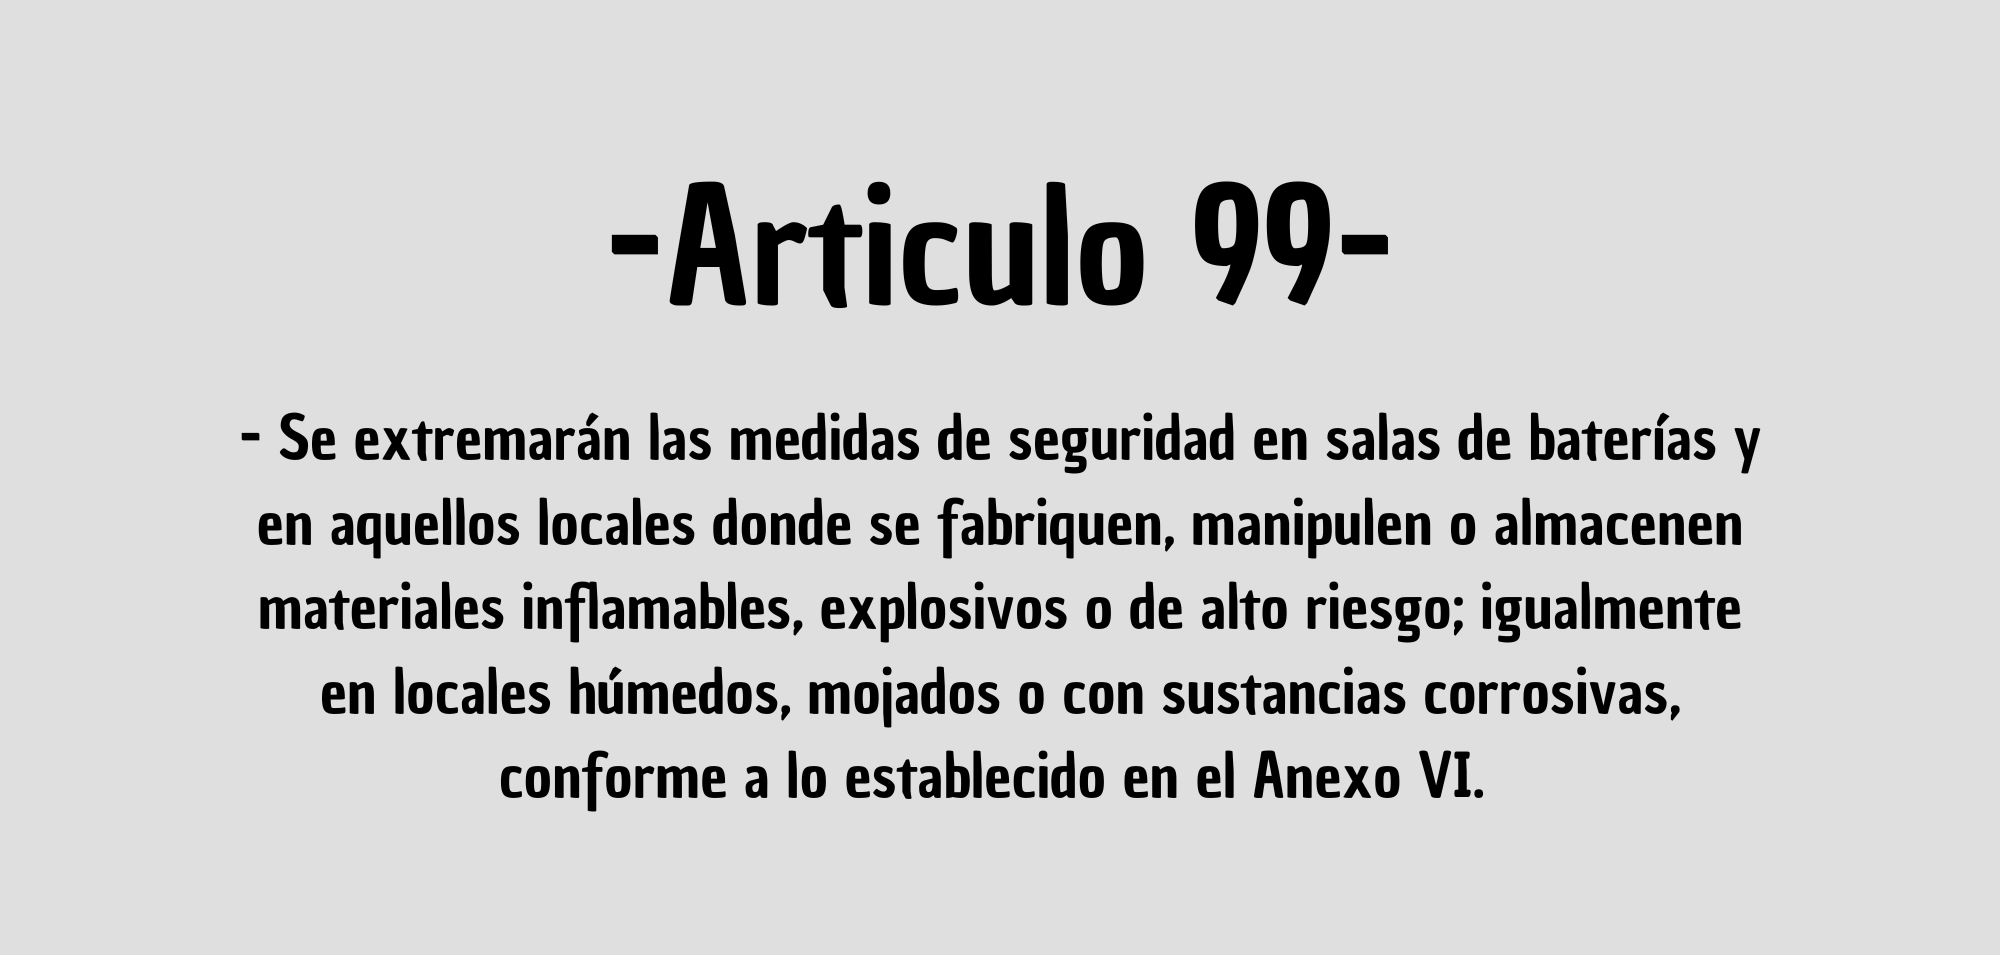 -Articulo 99-
- Se extremarán las medidas de seguridad en salas de baterías y
en aquellos locales donde se fabriquen, manipulen o almacenen
materiales inflamables, explosivos o de alto riesgo; igualmente
en locales húmedos, mojados o con sustancias corrosivas,
conforme a lo establecido en el Anexo VI.